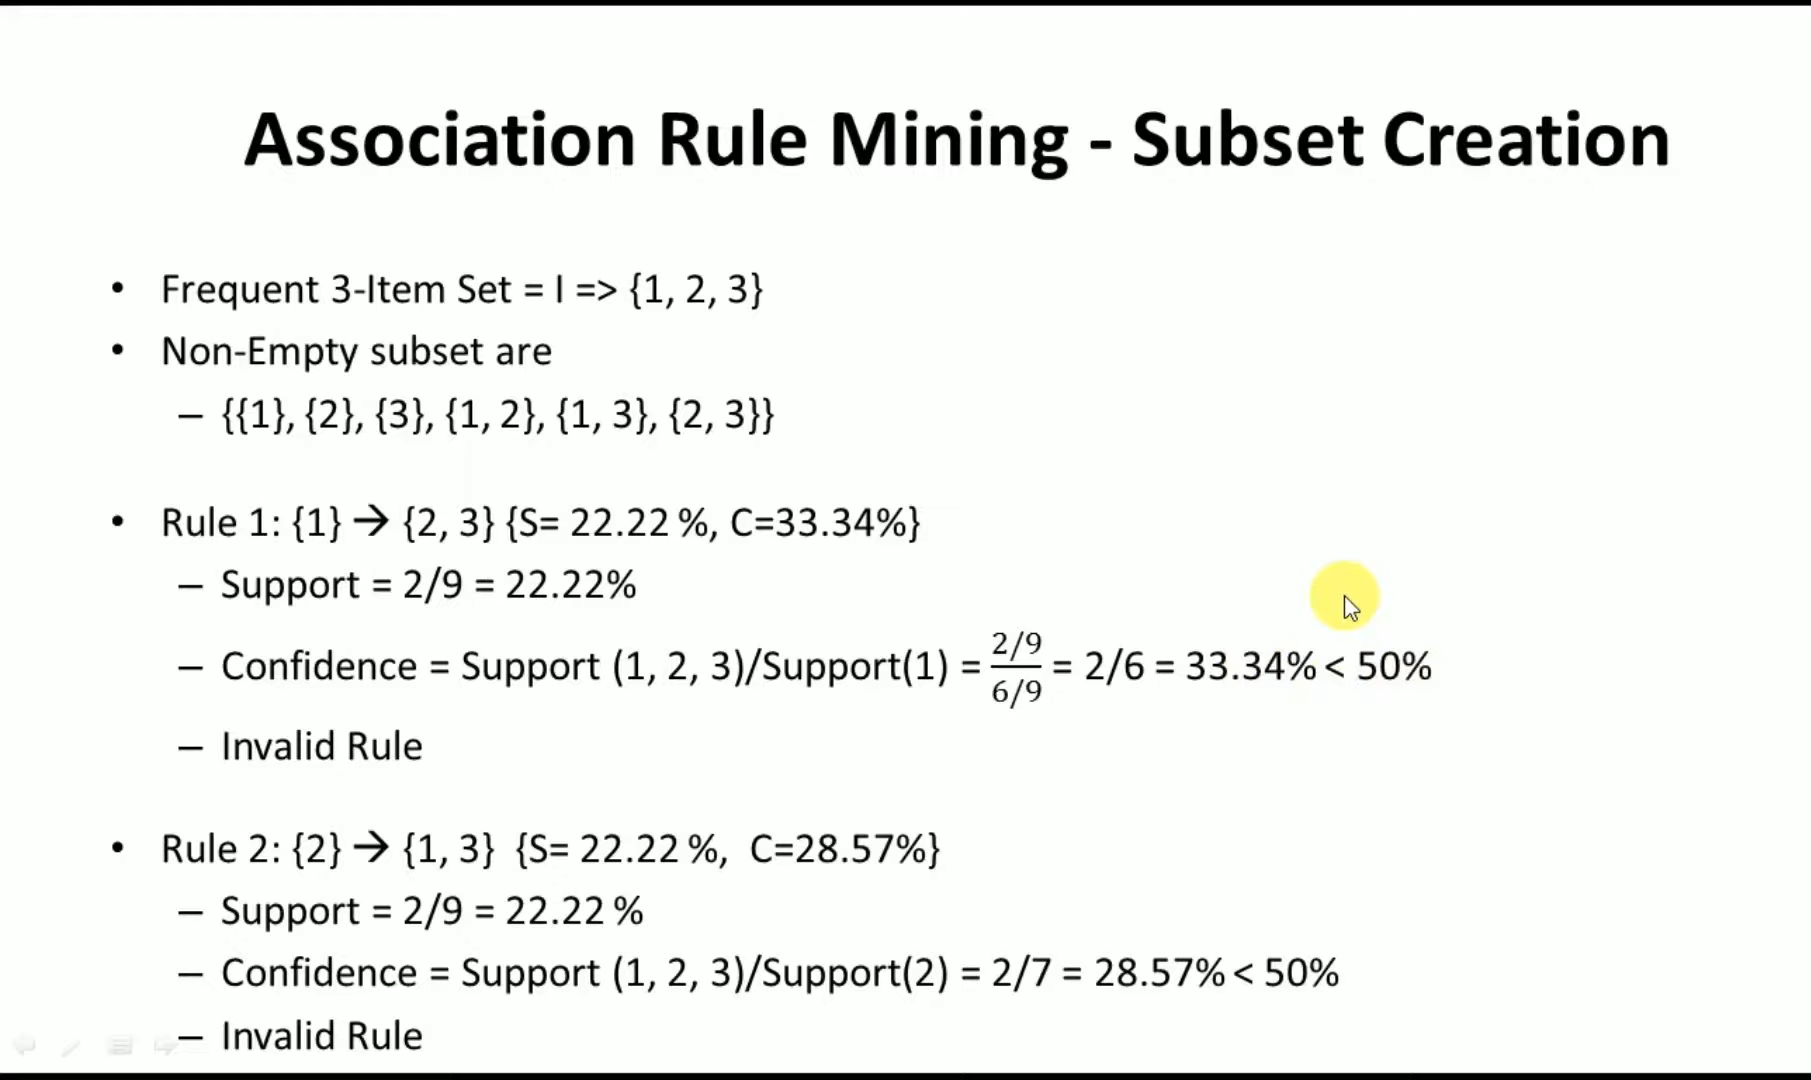 Association Rule Mining - Subset Creation
• Frequent 3-Item Set = I => {1, 2, 3}
• Non-Empty subset are
– {{1}, {2}, {3}, {1, 2}, {1, 3}, {2, 3}}
• Rule 1: {1} → {2, 3} {S= 22.22 %, C=33.34%}
– Support = 2/9 = 22.22%
– Confidence = Support (1, 2, 3)/Support(1) = (2/9)/(6/9) = 2/6 = 33.34% < 50%
– Invalid Rule
• Rule 2: {2} → {1, 3} {S= 22.22 %, C=28.57%}
– Support = 2/9 = 22.22 %
– Confidence = Support (1, 2, 3)/Support(2) = 2/7 = 28.57% < 50%
– Invalid Rule